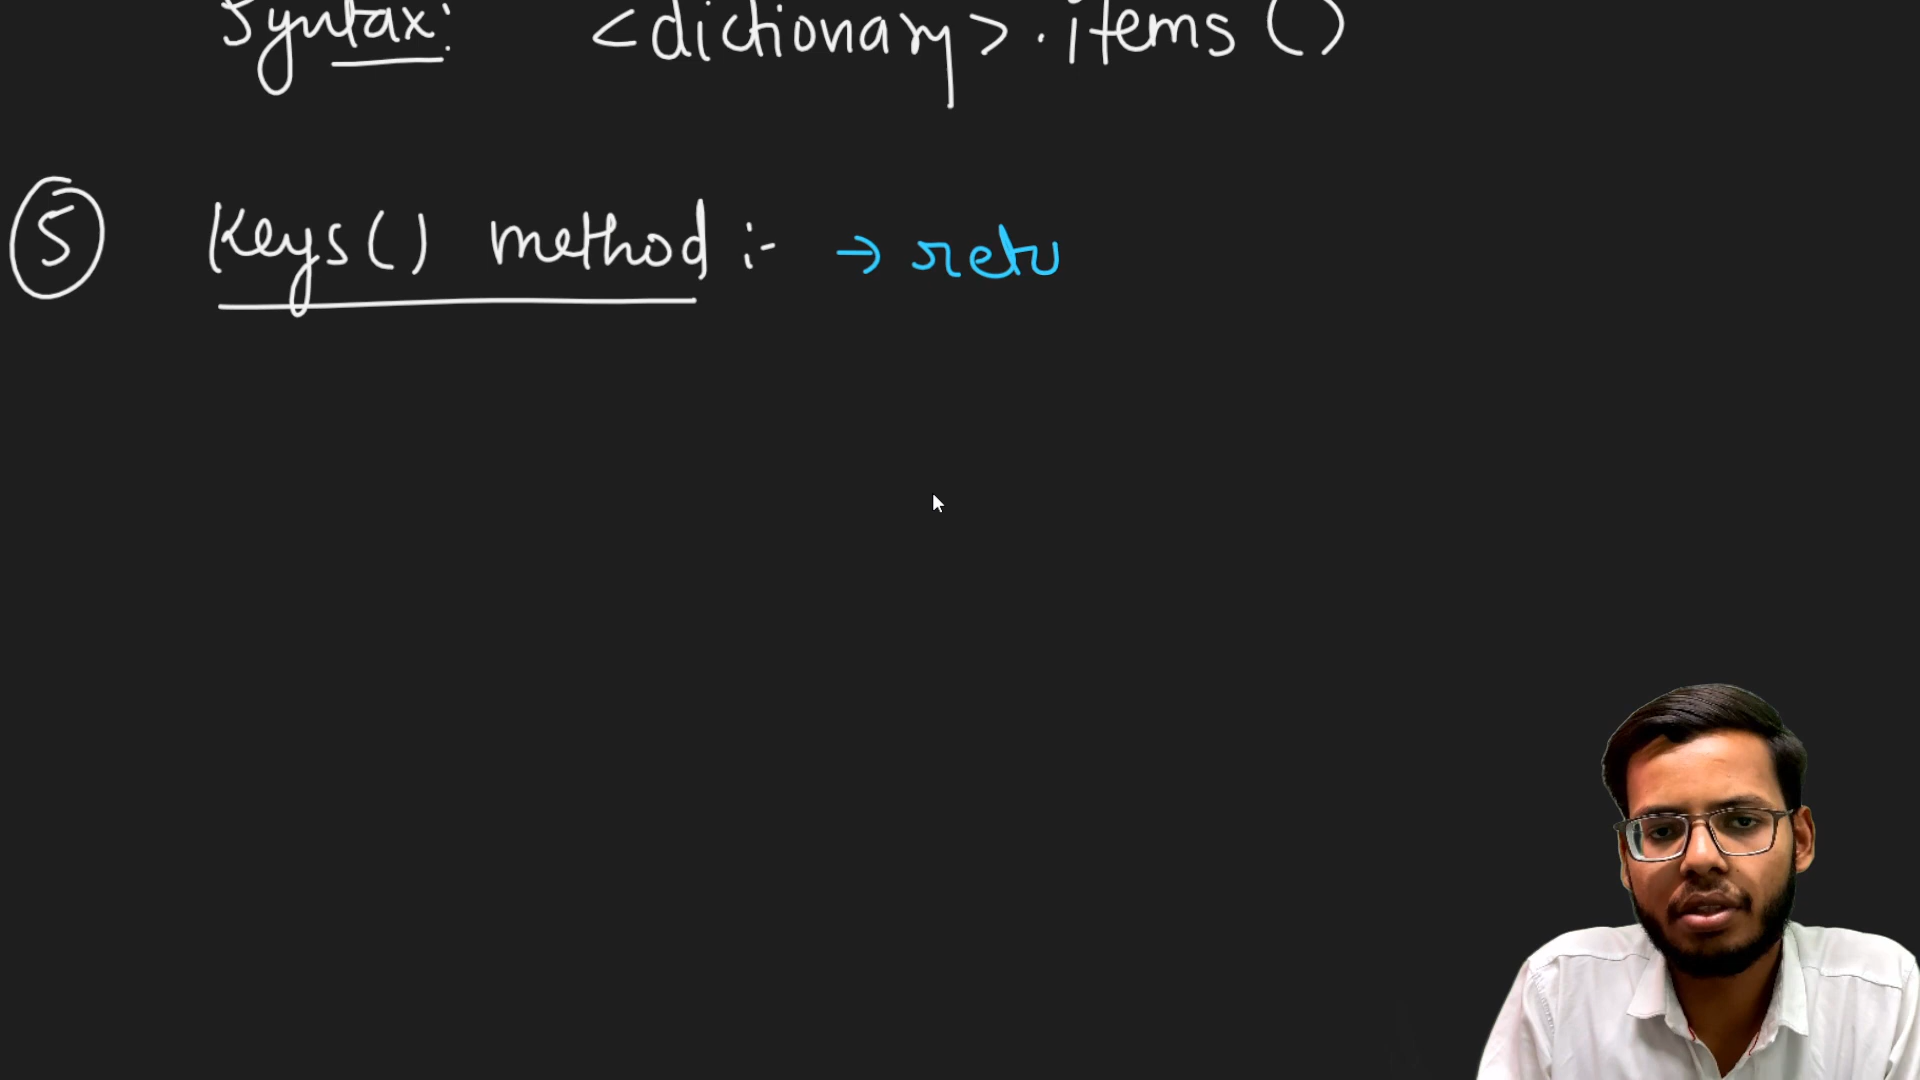 Syntax: <dictionary>.items()
⑤ Keys() method :- → retu